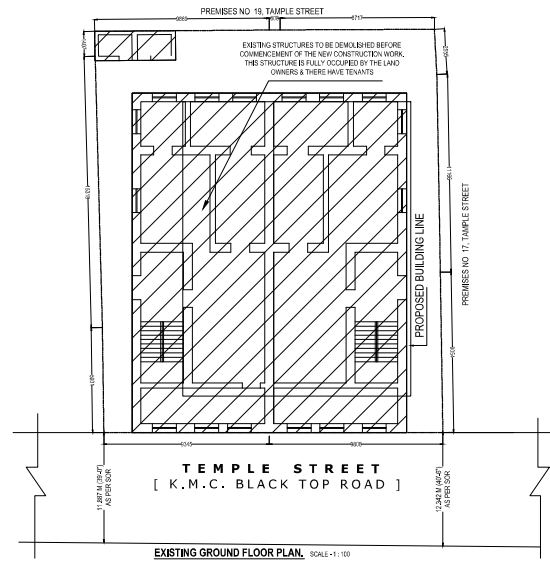 PREMISES NO 19, TAMPLE STREET
EXISTING STRUCTURES TO BE DEMOLISHED BEFORE
COMMENCEMENT OF THE NEW CONSTRUCTION WORK,
THIS STRUCTURE IS FULLY OCCUPIED BY THE LAND
OWNERS & THERE HAVE TENANTS
PROPOSED BUILDING LINE
PREMISES NO 17, TAMPLE STREET
TEMPLE STREET
[ K.M.C. BLACK TOP ROAD ]
AS PER SOR
AS PER SOR
EXISTING GROUND FLOOR PLAN. SCALE - 1 : 100